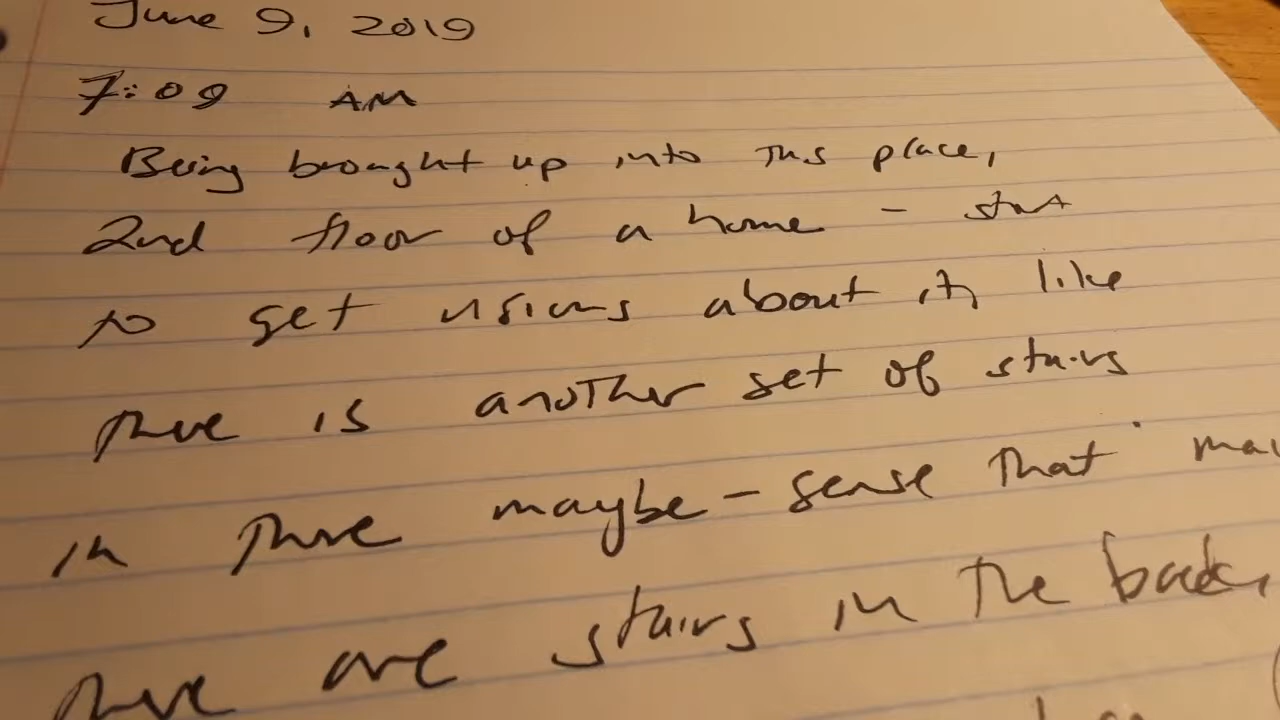 June 9, 2019
7:09 AM
Being brought up into This place,
2nd floor of a home - start
to get visions about it, like
there is another set of stairs
in there maybe - sense that
there are stairs in the back,